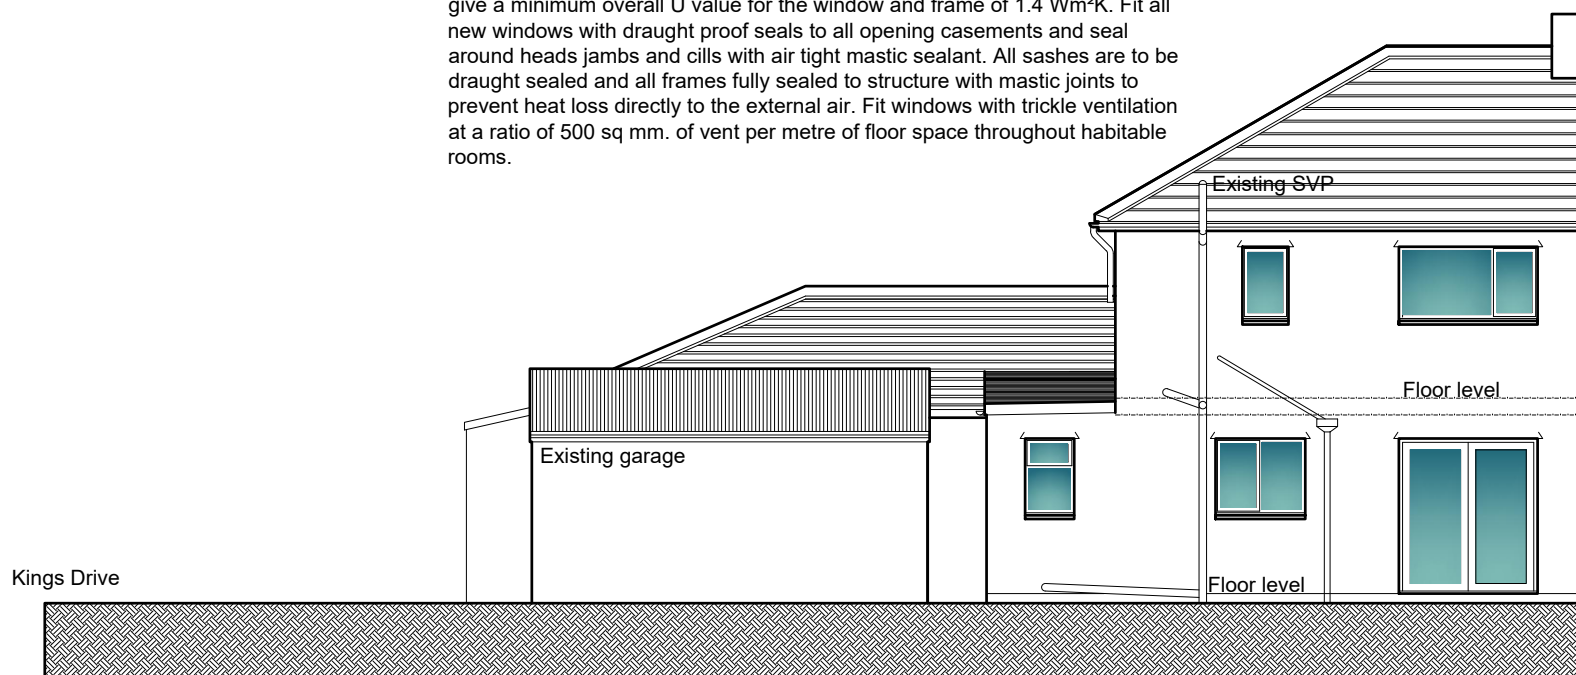 give a minimum overall U value for the window and frame of 1.4 Wm²K. Fit all
new windows with draught proof seals to all opening casements and seal
around heads jambs and cills with air tight mastic sealant. All sashes are to be
draught sealed and all frames fully sealed to structure with mastic joints to
prevent heat loss directly to the external air. Fit windows with trickle ventilation
at a ratio of 500 sq mm. of vent per metre of floor space throughout habitable
rooms.
Existing SVP
Floor level
Existing garage
Kings Drive
Floor level